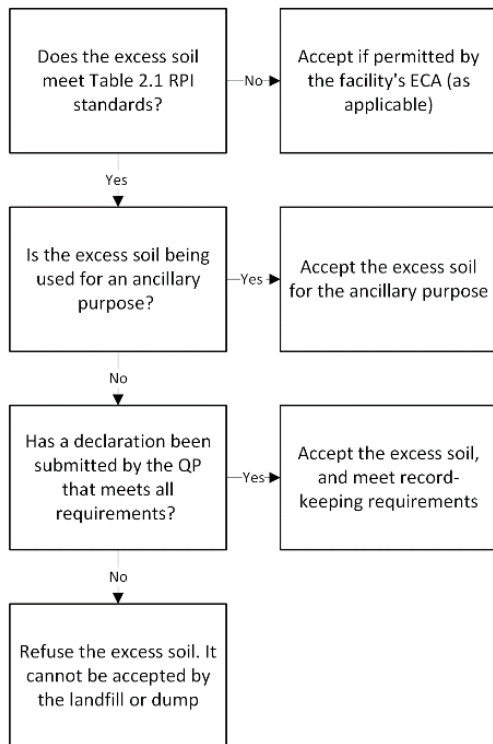 Does the excess soil
meet Table 2.1 RPI
standards?
No
Accept if permitted by
the facility's ECA (as
applicable)
Yes
Is the excess soil being
used for an ancillary
purpose?
Yes
Accept the excess soil
for the ancillary purpose
No
Has a declaration been
submitted by the QP
that meets all
requirements?
Yes
Accept the excess soil,
and meet record-
keeping requirements
No
Refuse the excess soil. It
cannot be accepted by
the landfill or dump